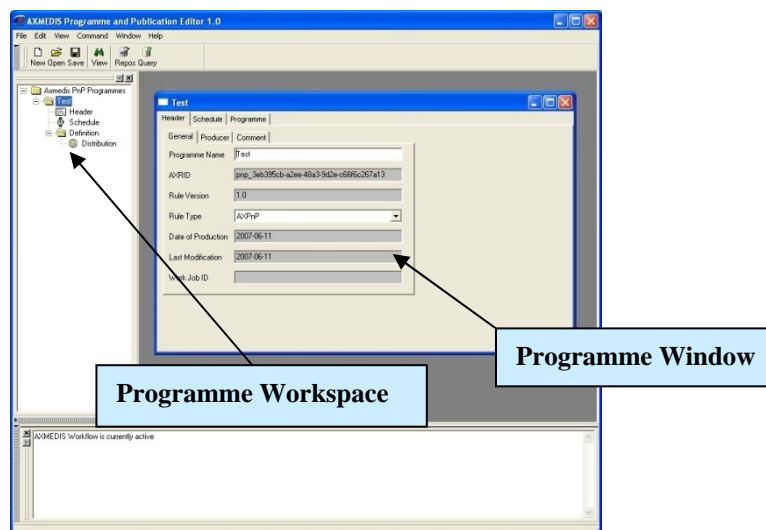 AXMEDIS Programme and Publication Editor 1.0
File Edit View Command Window Help
New Open Save View Repos Query
Axmedis PnP Programmes
Test
Header
Schedule
Definition
Distribution
Test
Header Schedule Programme
General Producer Comment
Programme Name Test
AXRID pnp_3eb395cb-a2ee-48a3-9d2e-c66f6c267a13
Rule Version 1.0
Rule Type AXPnP
Date of Production 2007-06-11
Last Modification 2007-06-11
Work Job ID
Programme Window
Programme Workspace
AXMEDIS Workflow is currently active